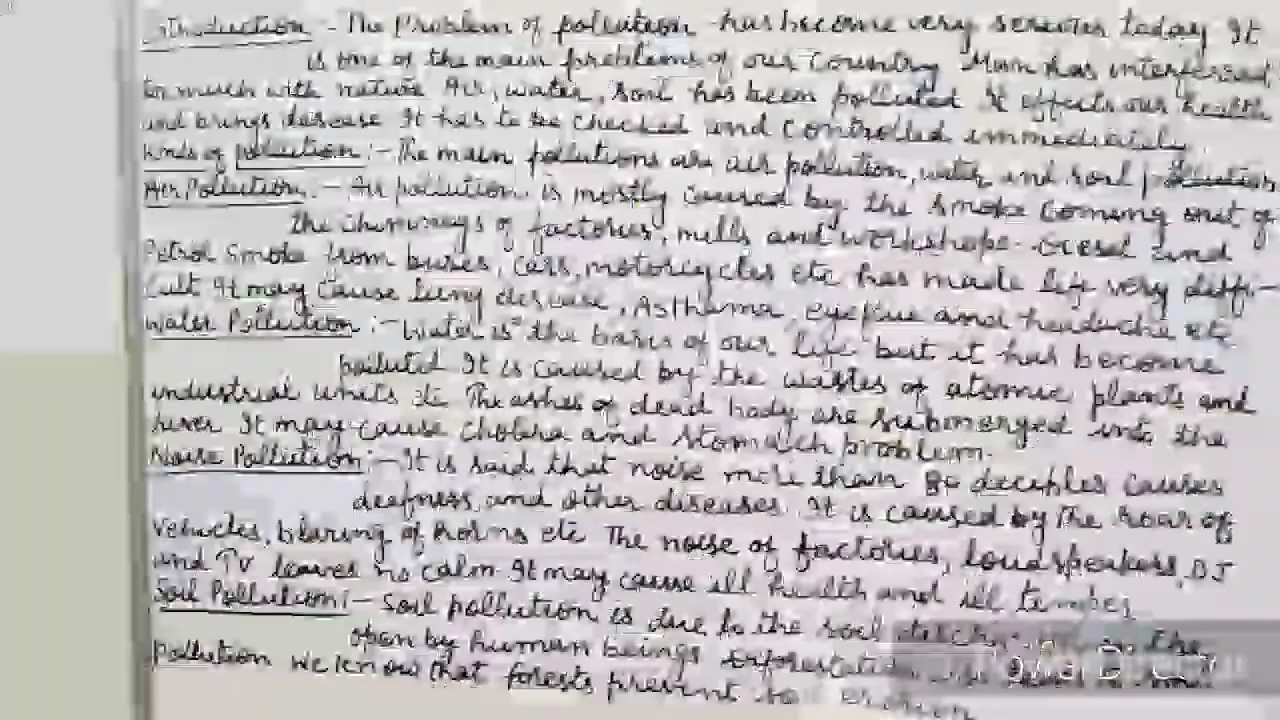 Introduction :- The Problem of pollution has become very serious today It
is one of the main problems of our country Man has interfered
too much with nature Air, water, soil has been polluted It effects our health
and brings disease It has to be checked and controlled immediately.
kinds of pollution :- The main pollutions are air pollution, water and soil pollution
Air Pollution :- Air pollution is mostly caused by the smoke coming out of
the chimneys of factories, mills and workshops. Diesel and
Petrol smoke from buses, cars, motorcycles etc has made life very diffi-
cult It may cause lung disease, Asthama, eyeflue and headache etc
Water Pollution :- Water is the basis of our life but it has become
polluted It is caused by the wastes of atomic plants and
industrial units etc The ashes of dead body are submerged into the
river It may cause cholera and stomach problem.
Noise Pollution :- It is said that noise more than 80 decibles causes
deafness and other diseases. It is caused by the roar of
vehicles, blaring of horns etc The noise of factories, loudspeakers, DJ
and TV leaves no calm It may cause ill health and ill temper
Soil Pollution :- Soil pollution is due to the soil the
open by human beings
pollution we know that forests prevent soil erosion